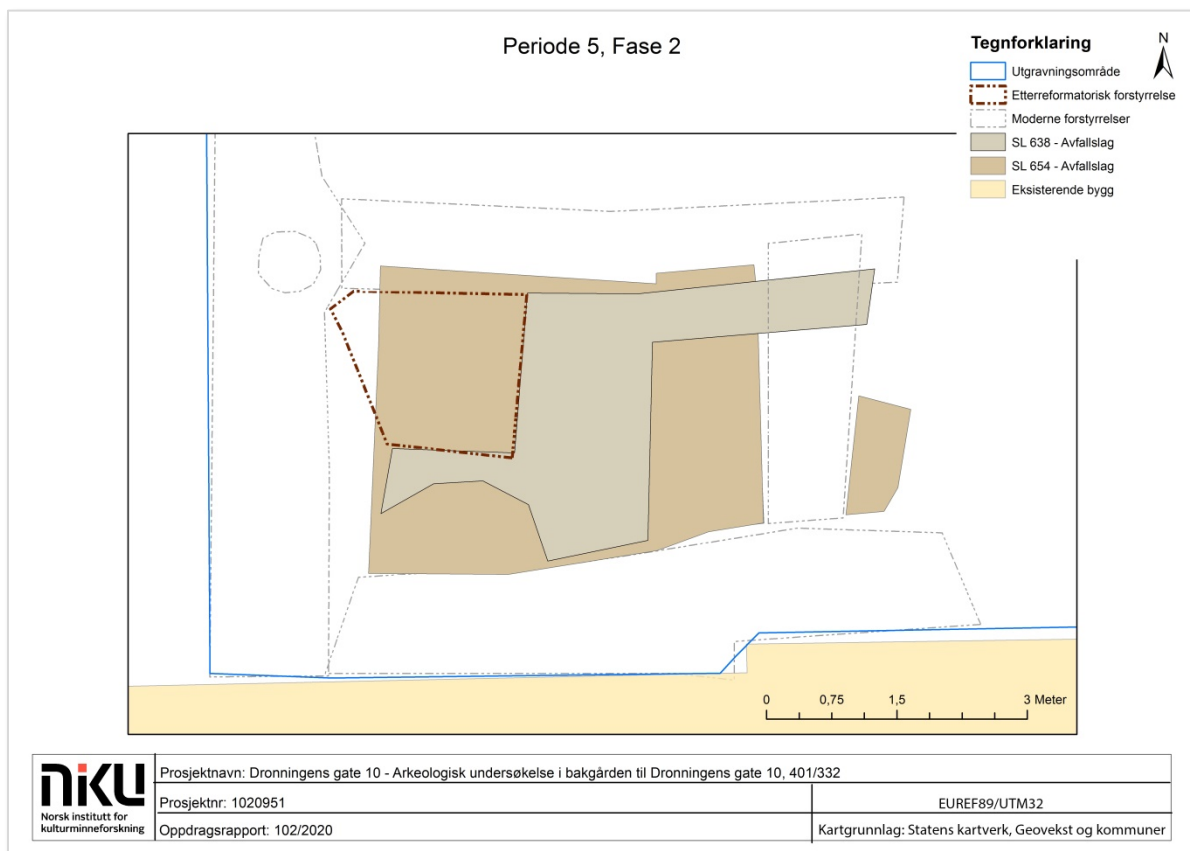 Periode 5, Fase 2
Tegnforklaring
N
Utgravningsområde
Etterreformatorisk forstyrrelse
Moderne forstyrrelser
SL 638 - Avfallslag
SL 654 - Avfallslag
Eksisterende bygg
0 0,75 1,5 3 Meter
NIKU
Norsk institutt for
kulturminneforskning
Prosjektnavn: Dronningens gate 10 - Arkeologisk undersøkelse i bakgården til Dronningens gate 10, 401/332
Prosjektnr: 1020951
EUREF89/UTM32
Oppdragsrapport: 102/2020
Kartgrunnlag: Statens kartverk, Geovekst og kommuner